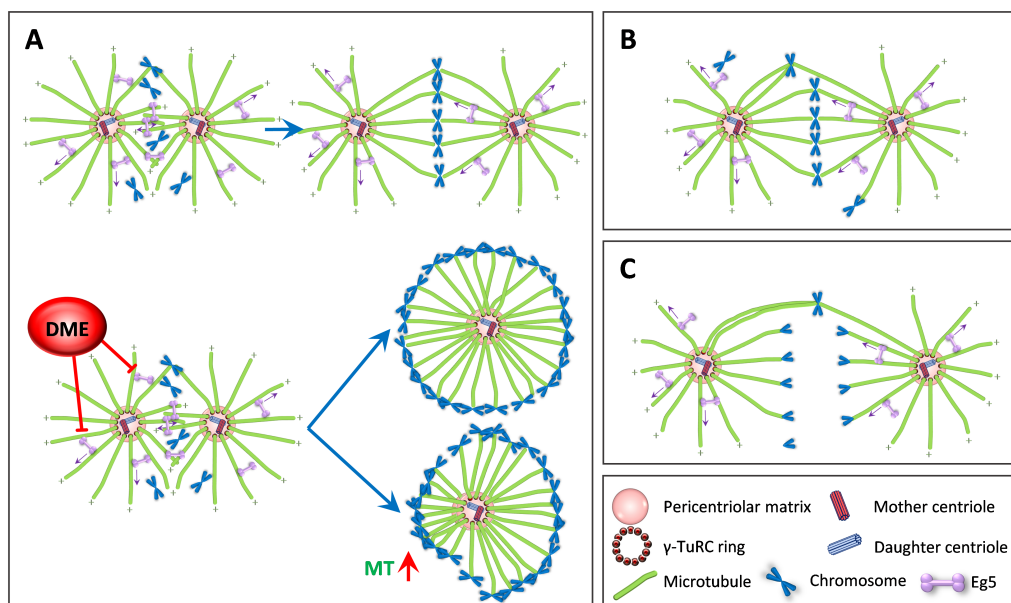 A
B
DME
MT
C
Pericentriolar matrix
Mother centriole
γ-TuRC ring
Daughter centriole
Microtubule
Chromosome
Eg5